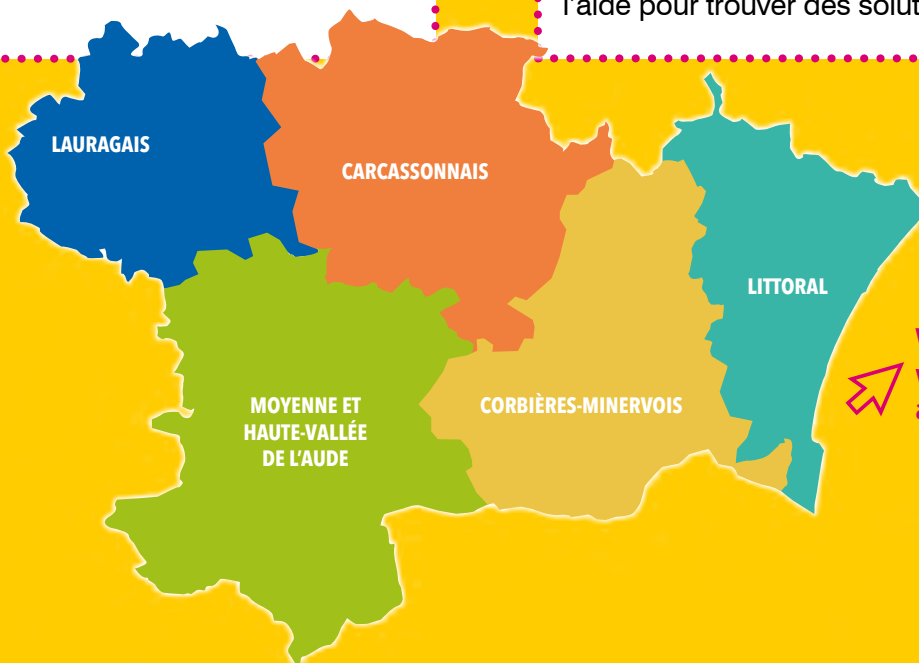 l'aide pour trouver des solut
LAURAGAIS
CARCASSONNAIS
LITTORAL
MOYENNE ET
HAUTE-VALLÉE
DE L'AUDE
CORBIÈRES-MINERVOIS